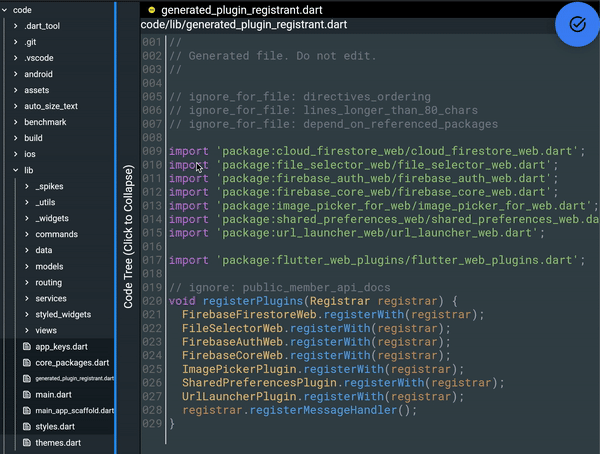 code
.dart_tool
.git
.vscode
android
assets
auto_size_text
benchmark
build
ios
lib
_spikes
_utils
_widgets
commands
data
models
routing
services
styled_widgets
views
app_keys.dart
core_packages.dart
generated_plugin_registrant.dart
main.dart
main_app_scaffold.dart
styles.dart
themes.dart
Code Tree (Click to Collapse)
generated_plugin_registrant.dart
code/lib/generated_plugin_registrant.dart
001 //
002 // Generated file. Do not edit.
003 //
004
005 // ignore_for_file: directives_ordering
006 // ignore_for_file: lines_longer_than_80_chars
007 // ignore_for_file: depend_on_referenced_packages
008
009 import 'package:cloud_firestore_web/cloud_firestore_web.dart';
010 import 'package:file_selector_web/file_selector_web.dart';
011 import 'package:firebase_auth_web/firebase_auth_web.dart';
012 import 'package:firebase_core_web/firebase_core_web.dart';
013 import 'package:image_picker_for_web/image_picker_for_web.dart';
014 import 'package:shared_preferences_web/shared_preferences_web.da
015 import 'package:url_launcher_web/url_launcher_web.dart';
016
017 import 'package:flutter_web_plugins/flutter_web_plugins.dart';
018
019 // ignore: public_member_api_docs
020 void registerPlugins(Registrar registrar) {
021 FirebaseFirestoreWeb.registerWith(registrar);
022 FileSelectorWeb.registerWith(registrar);
023 FirebaseAuthWeb.registerWith(registrar);
024 FirebaseCoreWeb.registerWith(registrar);
025 ImagePickerPlugin.registerWith(registrar);
026 SharedPreferencesPlugin.registerWith(registrar);
027 UrlLauncherPlugin.registerWith(registrar);
028 registrar.registerMessageHandler();
029 }